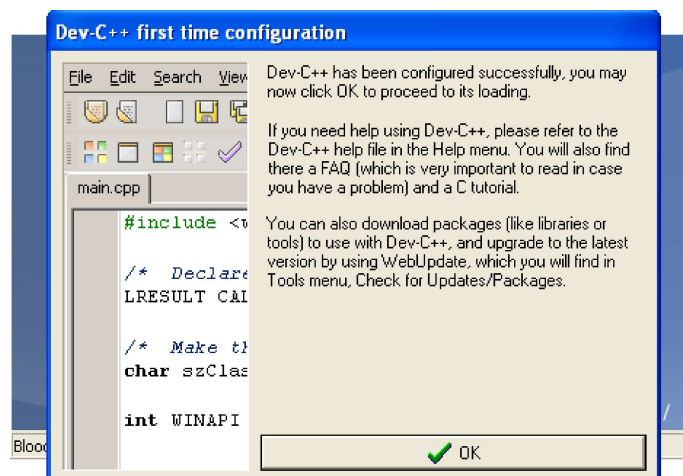 Dev-C++ first time configuration
File Edit Search View
main.cpp
#include
/* Declare
LRESULT
/* Make
char
int WINAPI
Dev-C++ has been configured successfully, you may
now click OK to proceed to its loading.
If you need help using Dev-C++, please refer to the
Dev-C++ help file in the Help menu. You will also find
there a FAQ (which is very important to read in case
you have a problem) and a C tutorial.
You can also download packages (like libraries or
tools) to use with Dev-C++, and upgrade to the latest
version by using WebUpdate, which you will find in
Tools menu, Check for Updates/Packages.
OK